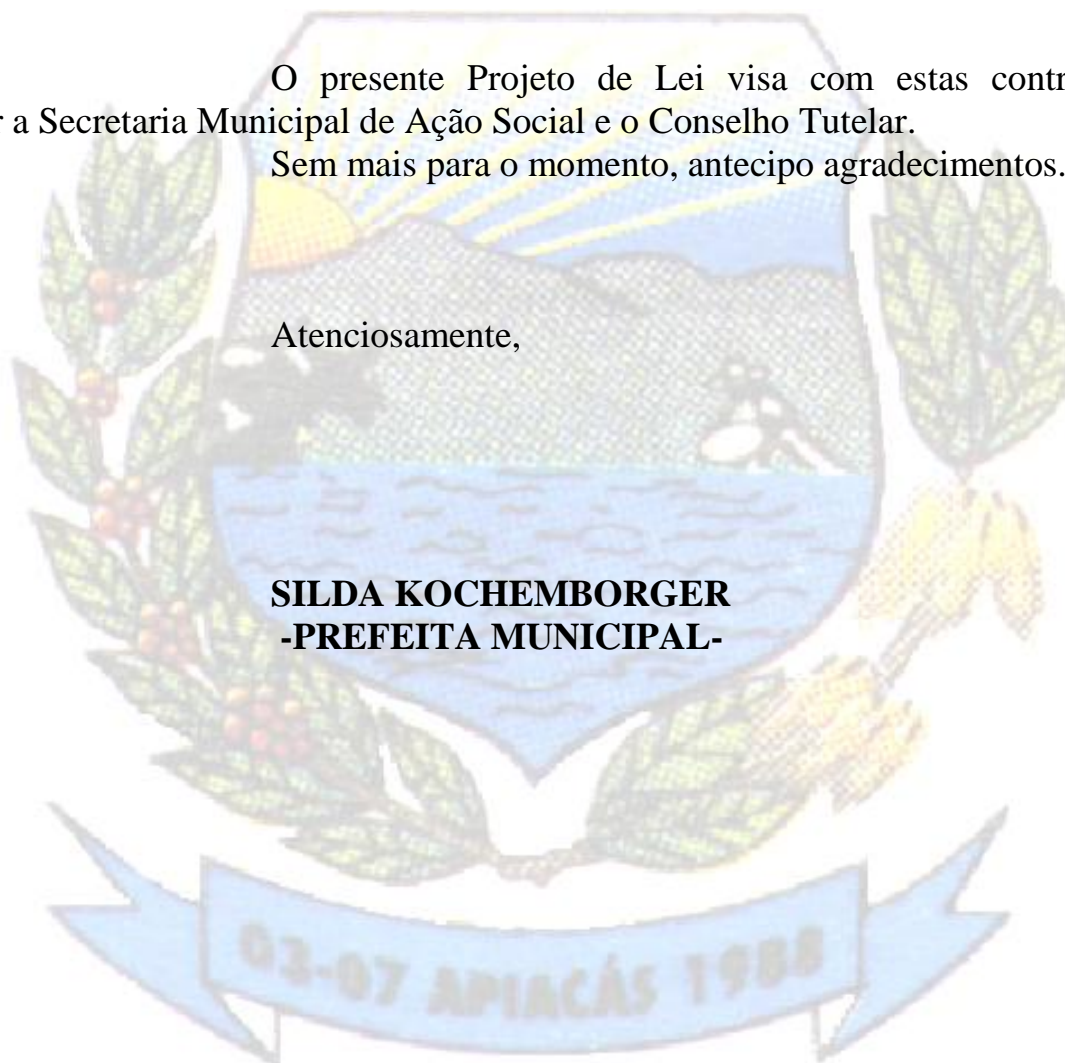 O presente Projeto de Lei visa com estas contr
r a Secretaria Municipal de Ação Social e o Conselho Tutelar.
Sem mais para o momento, antecipo agradecimentos.
Atenciosamente,
SILDA KOCHEMBORGER
-PREFEITA MUNICIPAL-
03-07 APIACÁS 1988